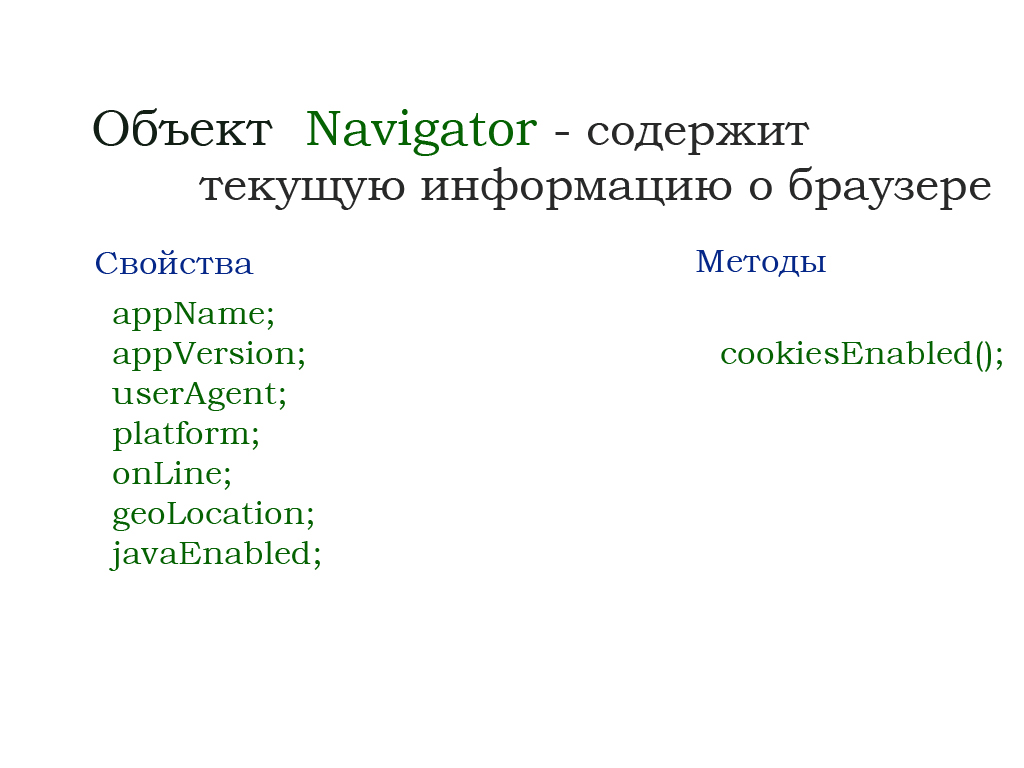 Объект Navigator - содержит
текущую информацию о браузере
Свойства
Методы
appName;
appVersion;
cookiesEnabled();
userAgent;
platform;
onLine;
geoLocation;
javaEnabled;